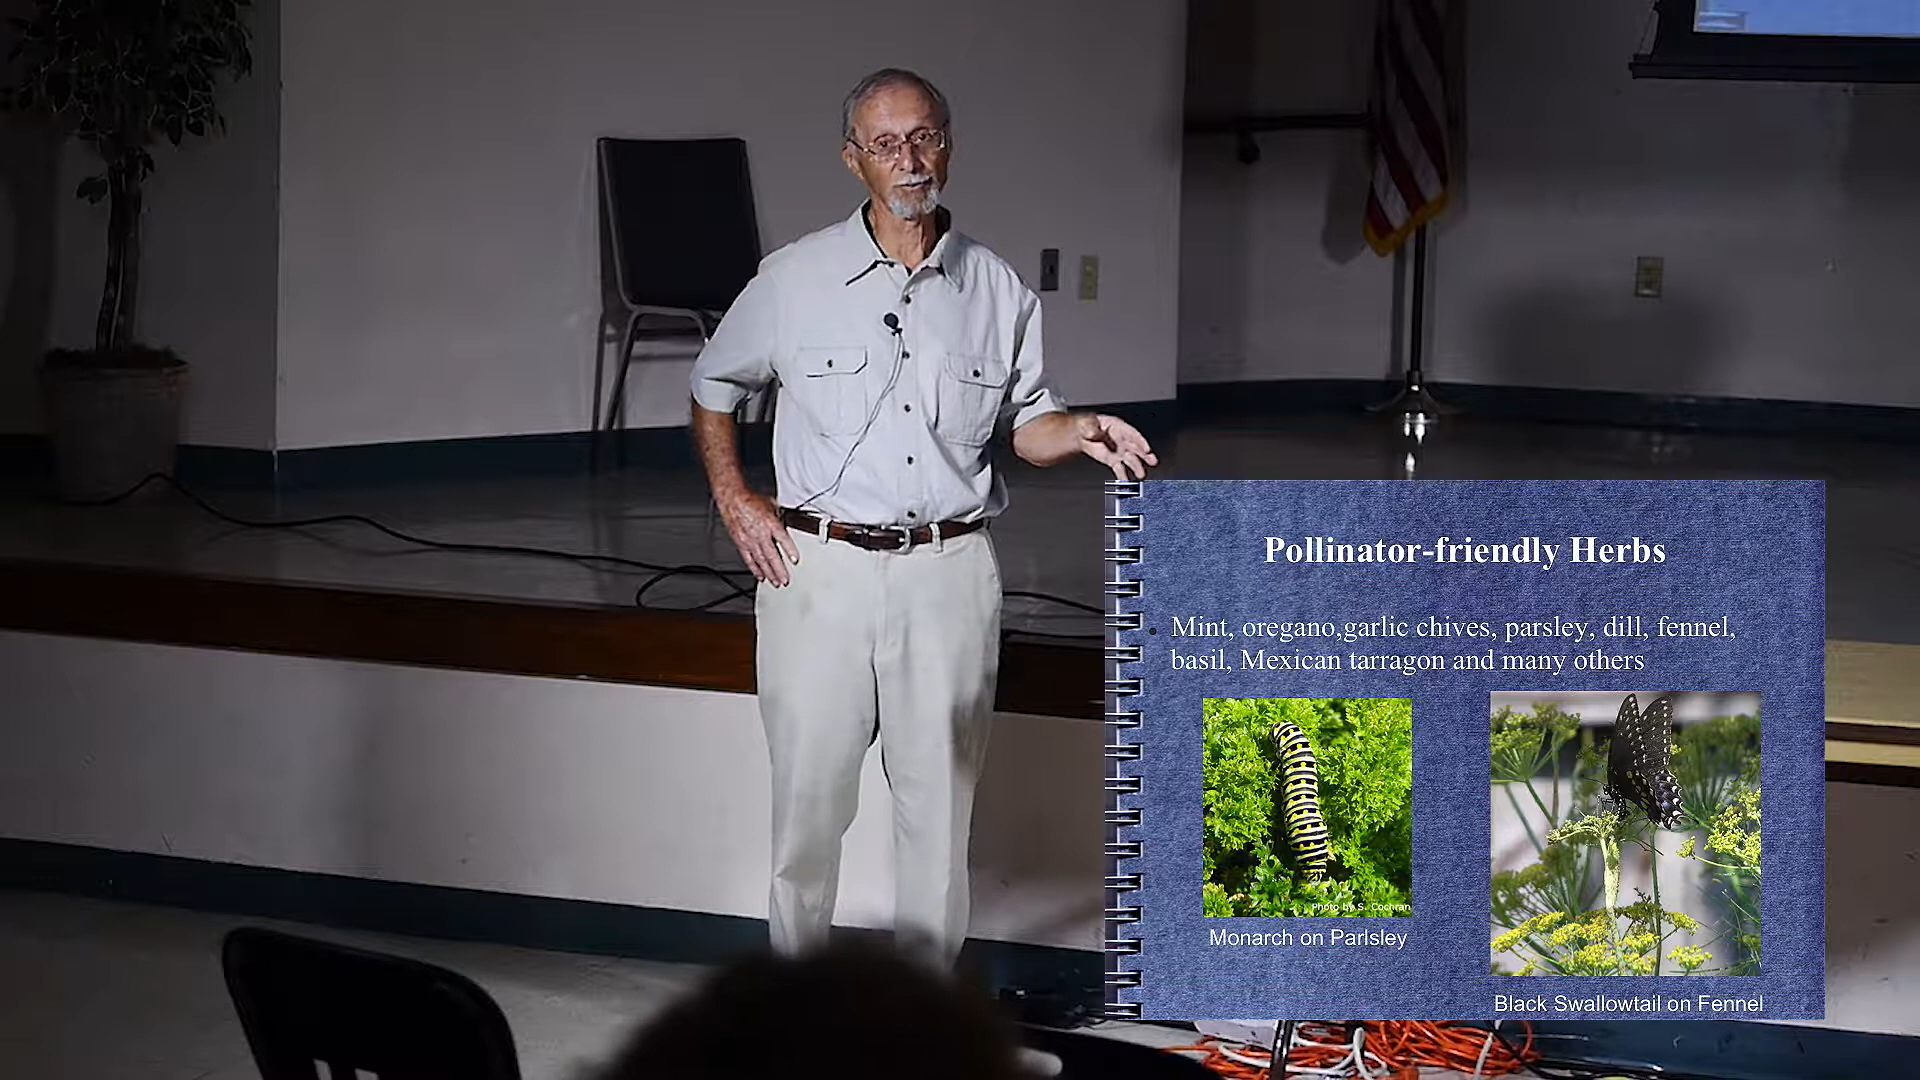 Pollinator-friendly Herbs
• Mint, oregano,garlic chives, parsley, dill, fennel,
basil, Mexican tarragon and many others
Photo by S. Cochran
Monarch on Parlsley
Black Swallowtail on Fennel